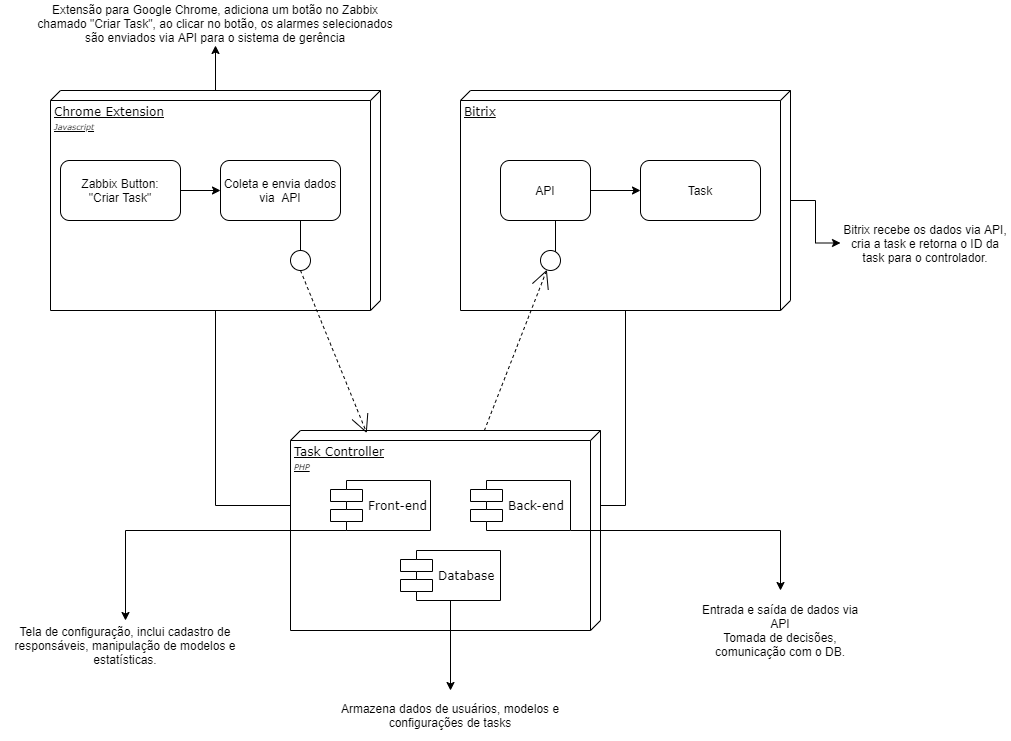 Extensão para Google Chrome, adiciona um botão no Zabbix
chamado "Criar Task", ao clicar no botão, os alarmes selecionados
são enviados via API para o sistema de gerência
Chrome Extension
Javascript
Zabbix Button:
"Criar Task"
Coleta e envia dados
via API
Bitrix
API
Task
Bitrix recebe os dados via API,
cria a task e retorna o ID da
task para o controlador.
Task Controller
PHP
Front-end
Back-end
Database
Tela de configuração, inclui cadastro de
responsáveis, manipulação de modelos e
estatísticas.
Entrada e saída de dados via
API
Tomada de decisões,
comunicação com o DB.
Armazena dados de usuários, modelos e
configurações de tasks